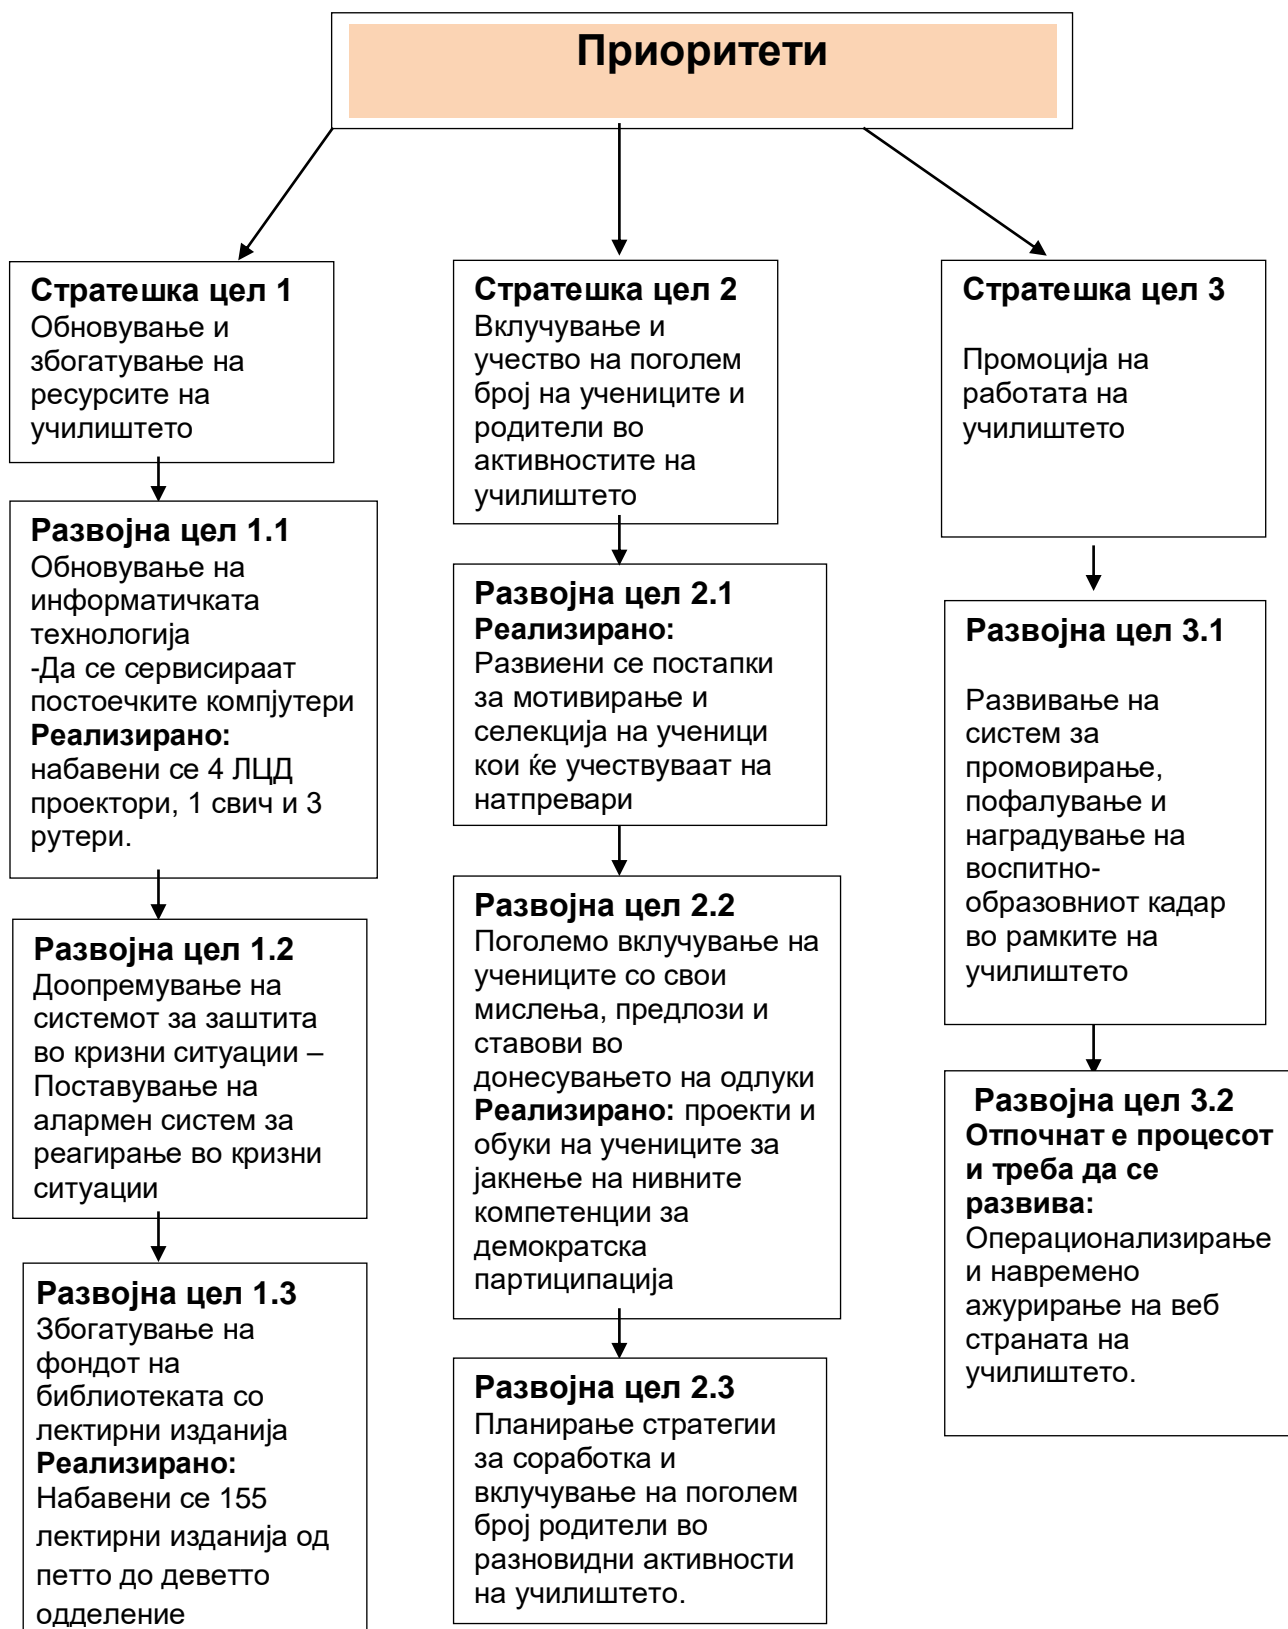 Приоритети
Стратешка цел 1
Обновување и
збогатување на
ресурсите на
училиштето
Развојна цел 1.1
Обновување на
информатичката
технологија
-Да се сервисираат
постоечките компјутери
Реализирано:
набавени се 4 ЛЦД
проектори, 1 свич и 3
рутери.
Развојна цел 1.2
Доопремување на
системот за заштита
во кризни ситуации –
Поставување на
алармен систем за
реагирање во кризни
ситуации
Развојна цел 1.3
Збогатување на
фондот на
библиотеката со
лектирни изданија
Реализирано:
Набавени се 155
лектирни изданија од
петто до деветто
одделение
Стратешка цел 2
Вклучување и
учество на поголем
број на учениците и
родители во
активностите на
училиштето
Развојна цел 2.1
Реализирано:
Развиени се постапки
за мотивирање и
селекција на ученици
кои ќе учествуваат на
натпревари
Развојна цел 2.2
Поголемо вклучување на
учениците со свои
мислења, предлози и
ставови во
донесувањето на одлуки
Реализирано: проекти и
обуки на учениците за
јакнење на нивните
компетенции за
демократска
партиципација
Развојна цел 2.3
Планирање стратегии
за соработка и
вклучување на поголем
број родители во
разновидни активности
на училиштето.
Стратешка цел 3
Промоција на
работата на
училиштето
Развојна цел 3.1
Развивање на
систем за
промовирање,
пофалување и
наградување на
воспитно-
образовниот кадар
во рамките на
училиштето
Развојна цел 3.2
Отпочнат е процесот
и треба да се
развива:
Операционализирање
и навремено
ажурирање на веб
страната на
училиштето.